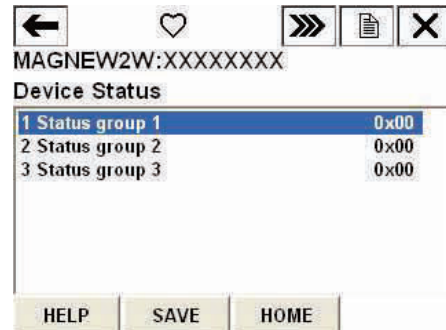 MAGNEW2W:XXXXXXXX
Device Status
1 Status group 1 0x00
2 Status group 2 0x00
3 Status group 3 0x00
HELP SAVE HOME